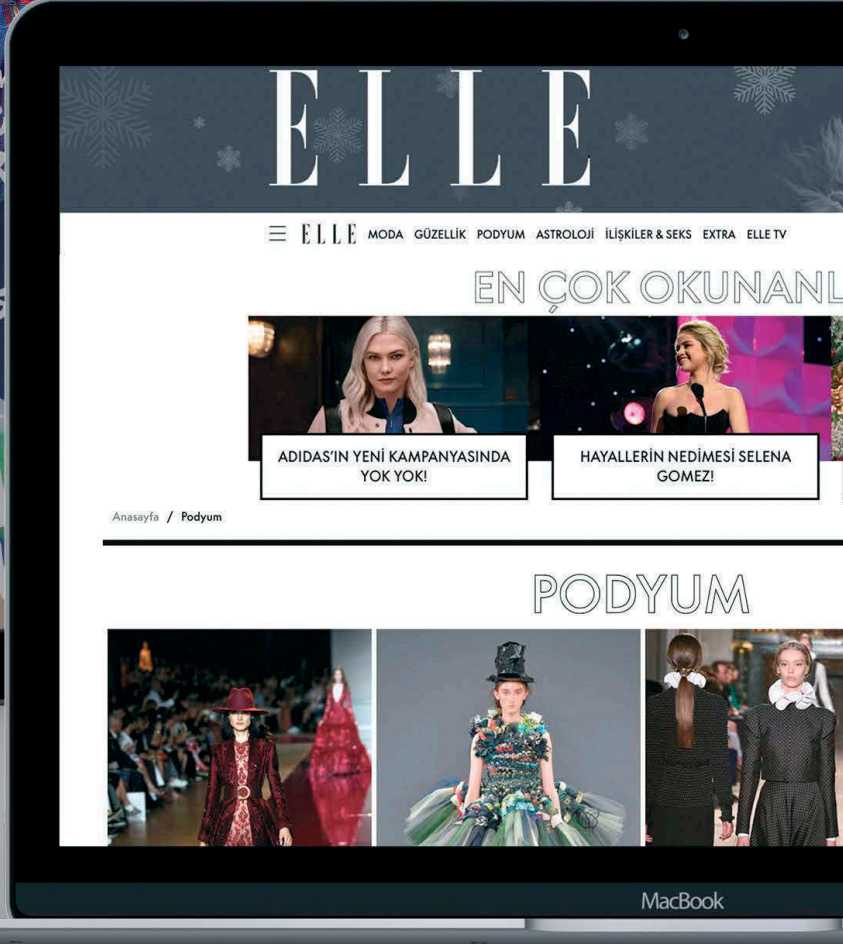 ELLE
ELLE MODA GÜZELLİK PODYUM ASTROLOJİ İLİŞKİLER & SEKS EXTRA ELLE TV
EN ÇOK OKUNANL
ADIDAS'IN YENİ KAMPANYASINDA
YOK YOK!
HAYALLERİN NEDİMESİ SELENA
GOMEZ!
Anasayfa / Podyum
PODYUM
MacBook